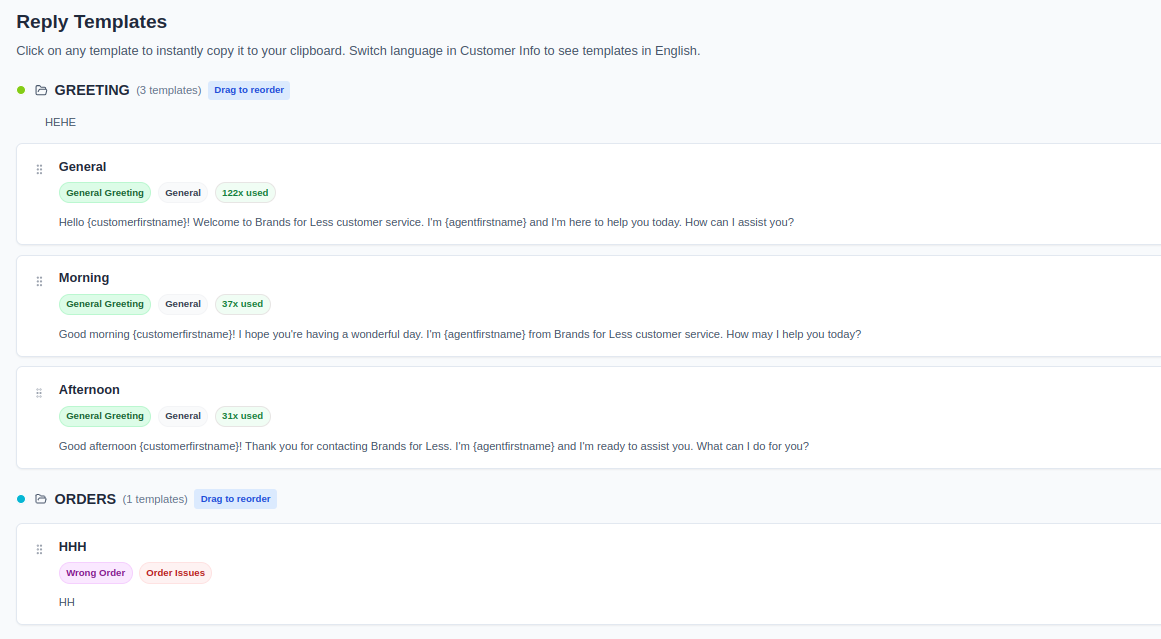 Reply Templates
Click on any template to instantly copy it to your clipboard. Switch language in Customer Info to see templates in English.
GREETING (3 templates) Drag to reorder
HEHE
General
General Greeting General 122x used
Hello {customerfirstname}! Welcome to Brands for Less customer service. I'm {agentfirstname} and I'm here to help you today. How can I assist you?
Morning
General Greeting General 37x used
Good morning {customerfirstname}! I hope you're having a wonderful day. I'm {agentfirstname} from Brands for Less customer service. How may I help you today?
Afternoon
General Greeting General 31x used
Good afternoon {customerfirstname}! Thank you for contacting Brands for Less. I'm {agentfirstname} and I'm ready to assist you. What can I do for you?
ORDERS (1 templates) Drag to reorder
HHH
Wrong Order Order Issues
HH